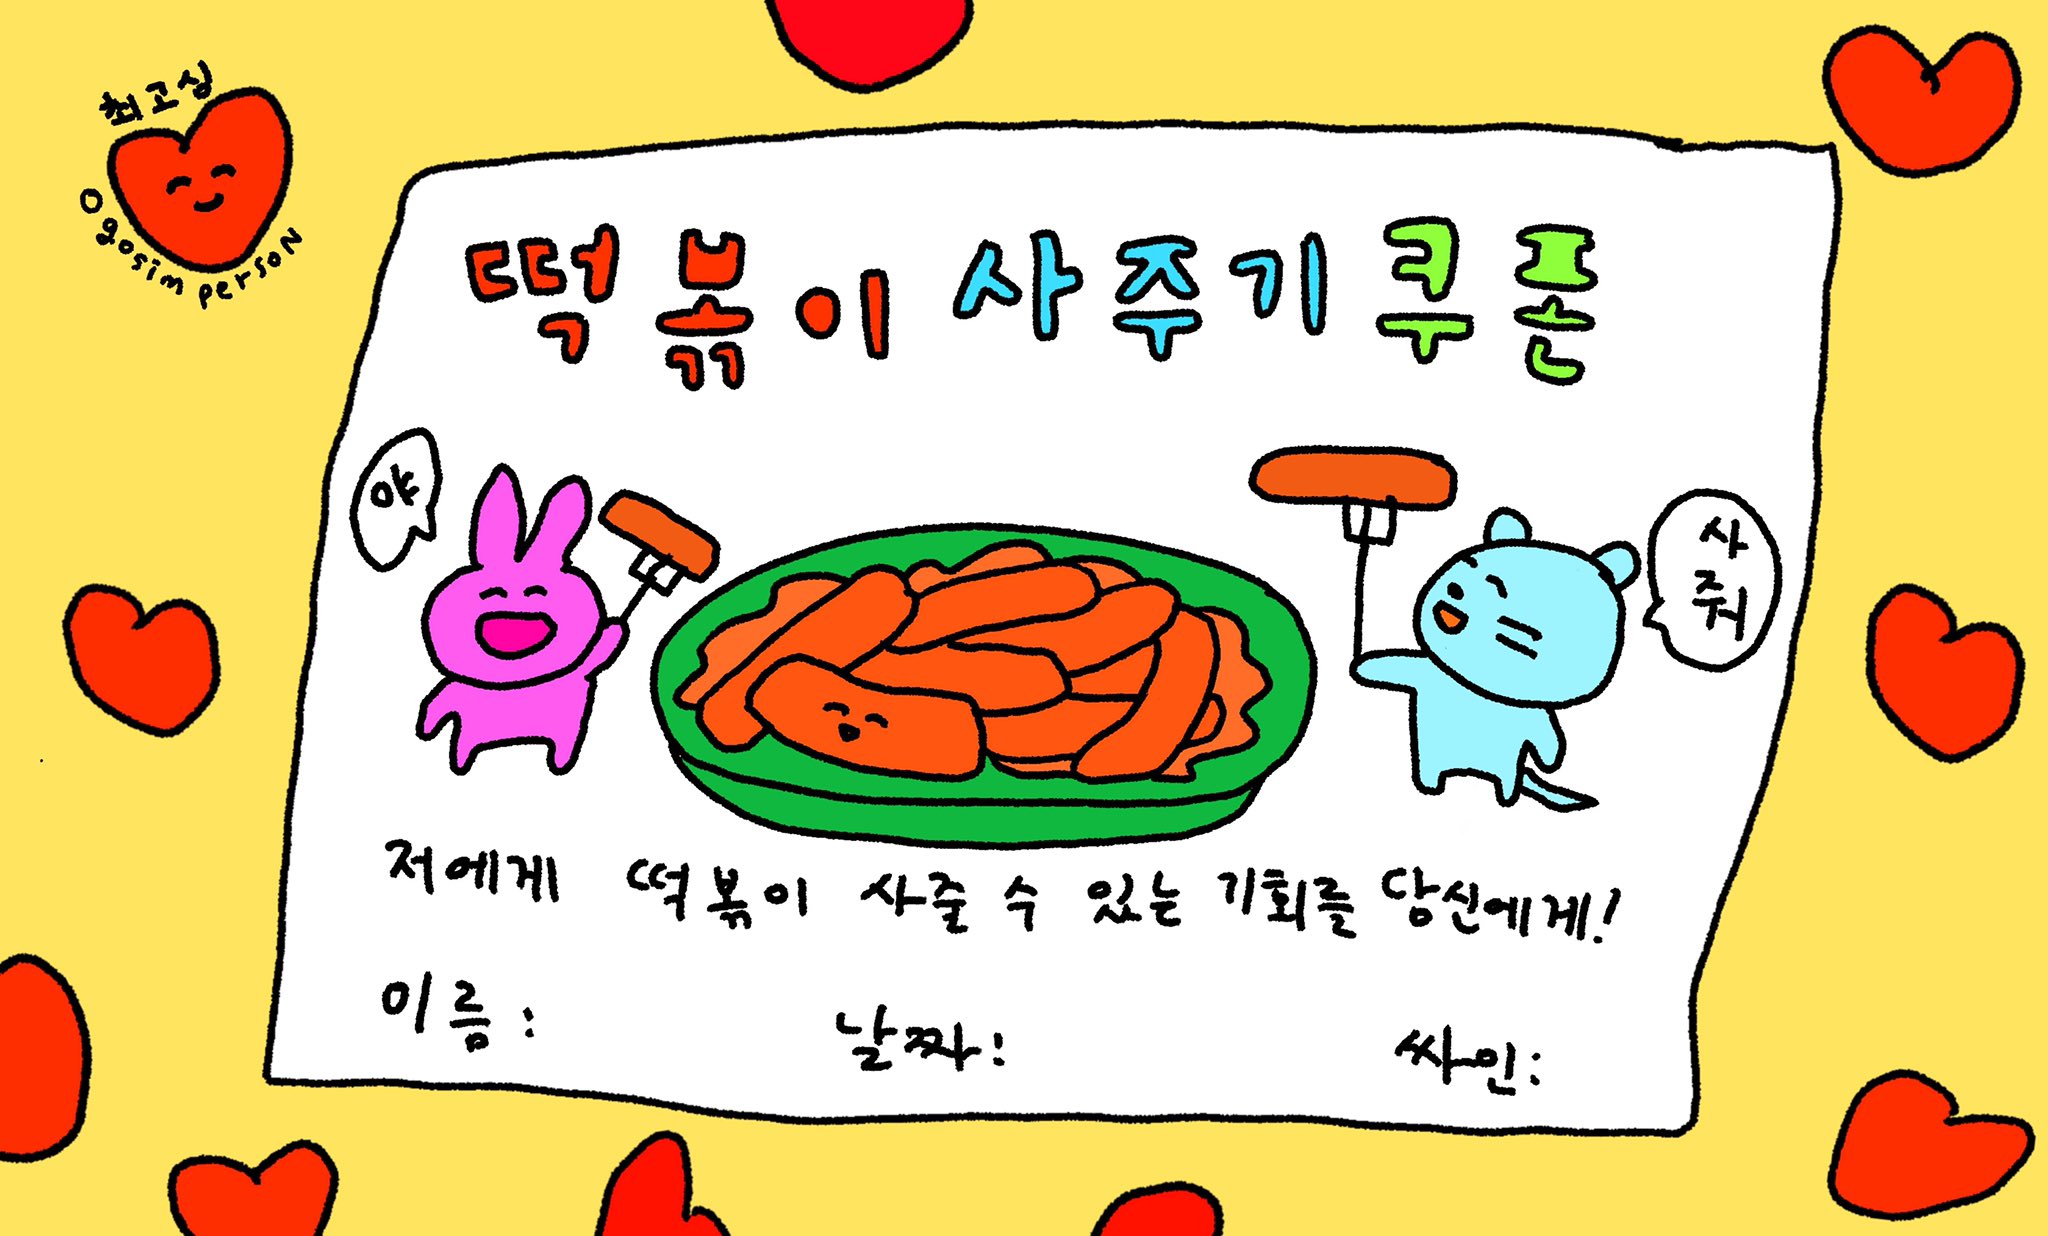 최고심
Ogosim person
떡볶이 사주기 쿠폰
야
사
줘
저에게 떡볶이 사줄 수 있는 기회를 당신에게!
이름: 날짜: 싸인: